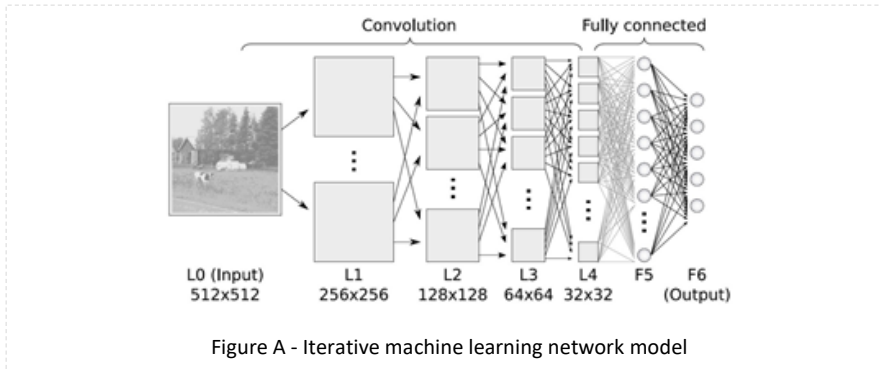 Convolution Fully connected
L0 (Input) L1 L2 L3 L4 F5 F6
512x512 256x256 128x128 64x64 32x32 (Output)
Figure A - Iterative machine learning network model